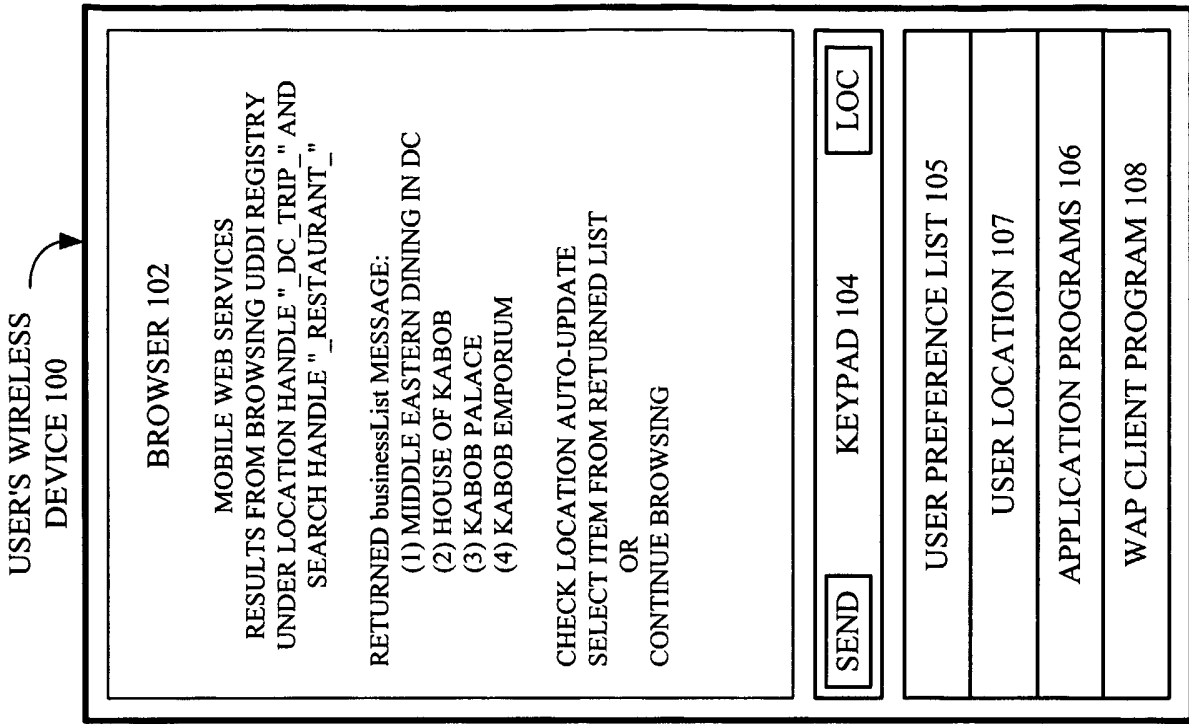 USER'S WIRELESS
DEVICE 100
BROWSER 102
MOBILE WEB SERVICES
RESULTS FROM BROWSING UDDI REGISTRY
UNDER LOCATION HANDLE "_DC_TRIP_" AND
SEARCH HANDLE "_RESTAURANT_"
RETURNED businessList MESSAGE:
(1) MIDDLE EASTERN DINING IN DC
(2) HOUSE OF KABOB
(3) KABOB PALACE
(4) KABOB EMPORIUM
CHECK LOCATION AUTO-UPDATE
SELECT ITEM FROM RETURNED LIST
OR
CONTINUE BROWSING
SEND KEYPAD 104 LOC
USER PREFERENCE LIST 105
USER LOCATION 107
APPLICATION PROGRAMS 106
WAP CLIENT PROGRAM 108